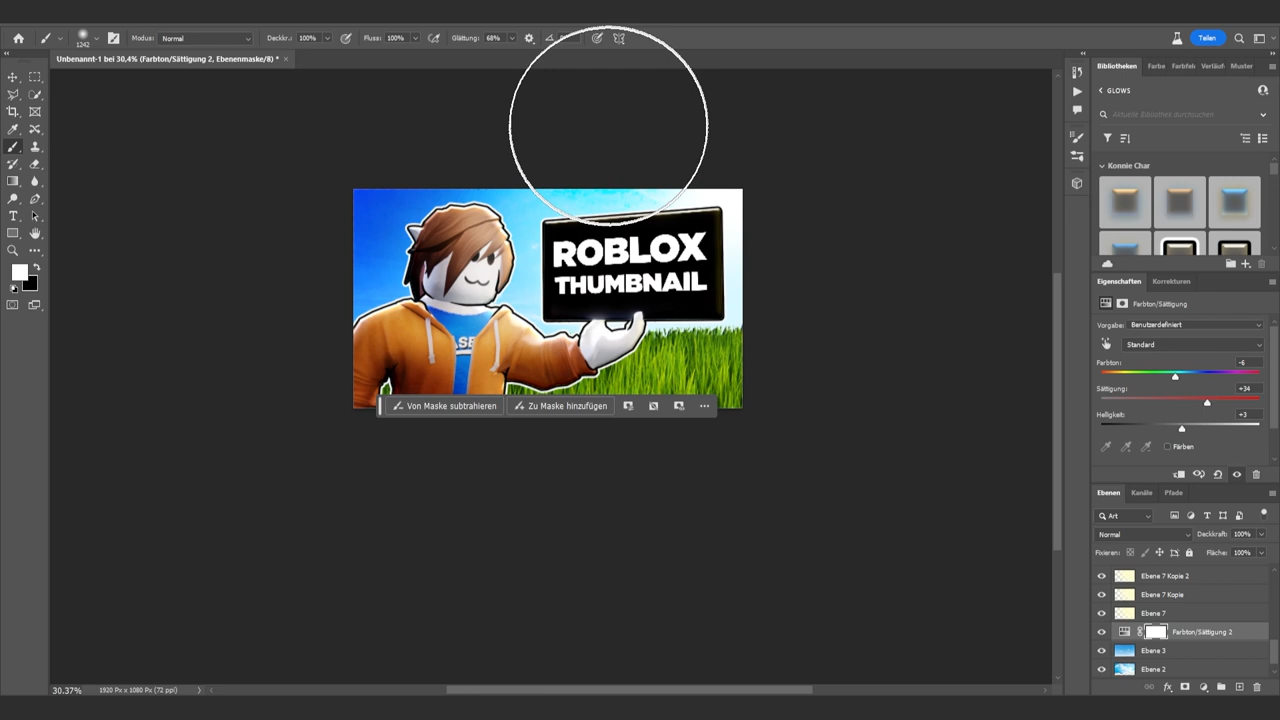 1242
Modus: Normal
Deckkr.: 100%
Fluss: 100%
Glättung: 68%
Teilen
Unbenannt-1 bei 30,4% (Farbton/Sättigung 2, Ebenenmaske/8) * ×
Bibliotheken Farbe Farbfek Verläuf Muster
GLOWS
Aktuelle Bibliothek durchsuchen
Konnie Char
ROBLOX
THUMBNAIL
Von Maske subtrahieren
Zu Maske hinzufügen
Eigenschaften Korrekturen
Farbton/Sättigung
Vorgabe: Benutzerdefiniert
Standard
Farbton: -6
Sättigung: +34
Helligkeit: +3
Färben
Ebenen Kanäle Pfade
Art
Normal Deckkraft: 100%
Fixieren: Fläche: 100%
Ebene 7 Kopie 2
Ebene 7 Kopie
Ebene 7
Farbton/Sättigung 2
Ebene 3
Ebene 2
30.37% 1920 Px x 1080 Px (72 ppi)